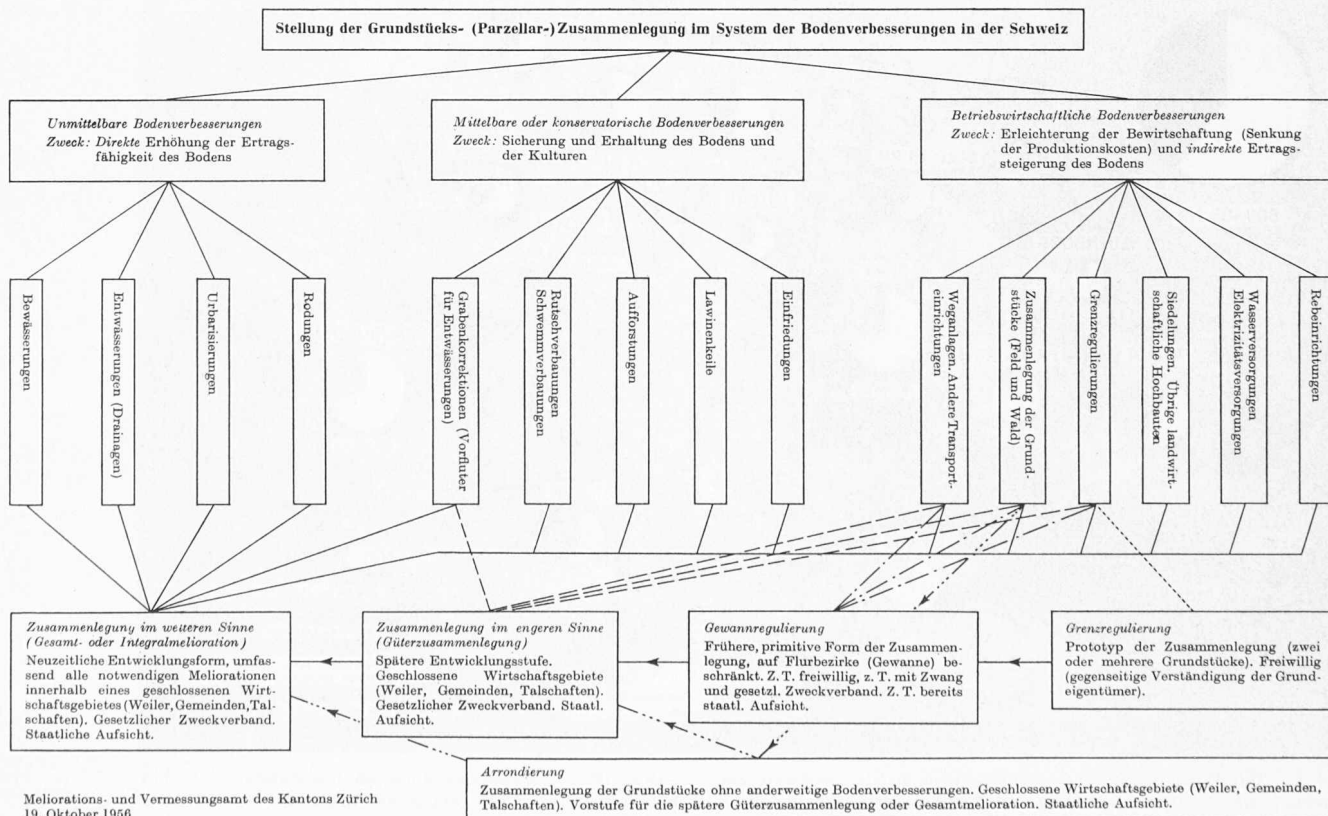 Stellung der Grundstücks- (Parzellar-) Zusammenlegung im System der Bodenverbesserungen in der Schweiz
Unmittelbare Bodenverbesserungen
Zweck: Direkte Erhöhung der Ertrags-
fähigkeit des Bodens
Mittelbare oder konservatorische Bodenverbesserungen
Zweck: Sicherung und Erhaltung des Bodens und
der Kulturen
Betriebswirtschaftliche Bodenverbesserungen
Zweck: Erleichterung der Bewirtschaftung (Senkung
der Produktionskosten) und indirekte Ertrags-
steigerung des Bodens
Bewässerungen
Entwässerungen (Drainagen)
Urbarisierungen
Rodungen
Grabenkorrektionen (Vorfluter
für Entwässerungen)
Rutschverbauungen
Schwemmverbauungen
Aufforstungen
Lawinenkeile
Einfriedungen
Weganlagen. Andere Transport-
einrichtungen
Zusammenlegung der Grund-
stücke (Feld und Wald)
Grenzregulierungen
Siedelungen, Übrige landwirt-
schaftliche Hochbauten
Wasserversorgungen
Elektrizitätsversorgungen
Rebeinrichtungen
Zusammenlegung im weiteren Sinne
(Gesamt- oder Integralmelioration)
Neuzeitliche Entwicklungsform, umfas-
send alle notwendigen Meliorationen
innerhalb eines geschlossenen Wirt-
schaftsgebietes (Weiler, Gemeinden, Tal-
schaften). Gesetzlicher Zweckverband.
Staatliche Aufsicht.
Zusammenlegung im engeren Sinne
(Güterzusammenlegung)
Spätere Entwicklungsstufe.
Geschlossene Wirtschaftsgebiete
(Weiler, Gemeinden, Talschaften).
Gesetzlicher Zweckverband. Staatl.
Aufsicht.
Gewannregulierung
Frühere, primitive Form der Zusammen-
legung, auf Flurbezirke (Gewanne) be-
schränkt. Z. T. freiwillig, z. T. mit Zwang
und gesetzl. Zweckverband. Z. T. bereits
staatl. Aufsicht.
Grenzregulierung
Prototyp der Zusammenlegung (zwei
oder mehrere Grundstücke). Freiwillig
(gegenseitige Verständigung der Grund-
eigentümer).
Arrondierung
Zusammenlegung der Grundstücke ohne anderweitige Bodenverbesserungen. Geschlossene Wirtschaftsgebiete (Weiler, Gemeinden,
Talschaften). Vorstufe für die spätere Güterzusammenlegung oder Gesamtmelioration. Staatliche Aufsicht.
Meliorations- und Vermessungsamt des Kantons Zürich
19. Oktober 1956